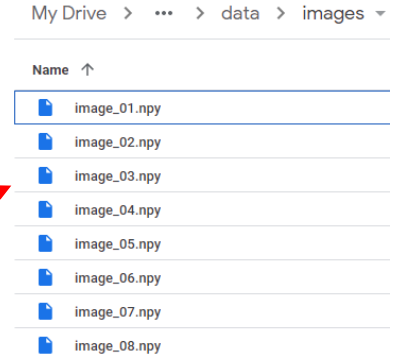 My Drive > ... > data > images
Name ↑
image_01.npy
image_02.npy
image_03.npy
image_04.npy
image_05.npy
image_06.npy
image_07.npy
image_08.npy